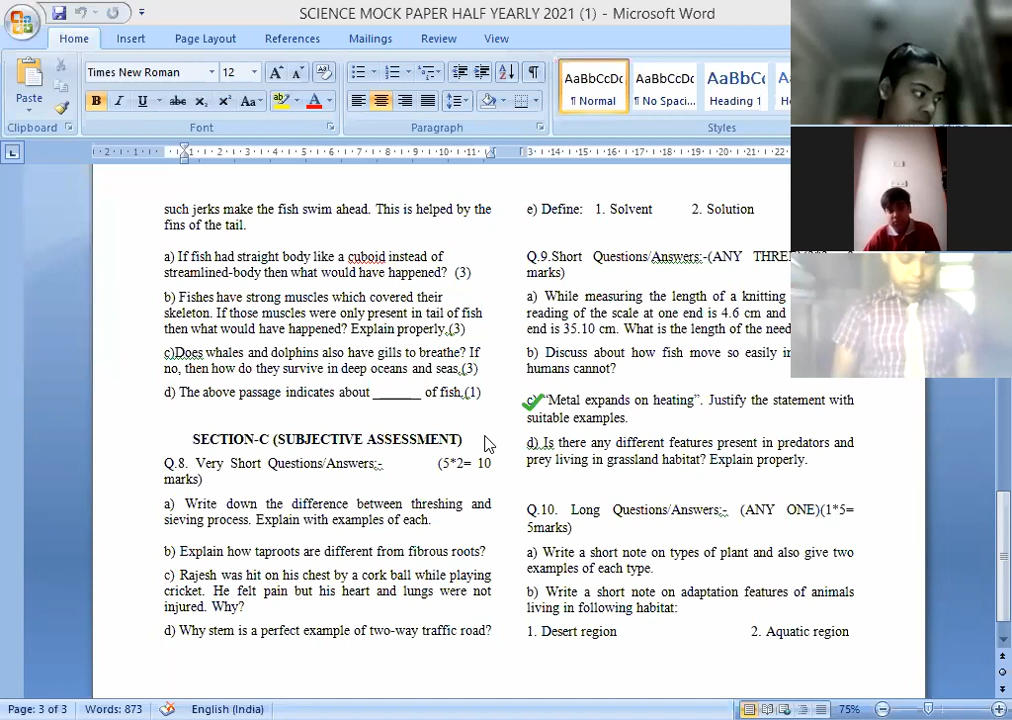 SCIENCE MOCK PAPER HALF YEARLY 2021 (1) - Microsoft Word
Home Insert Page Layout References Mailings Review View
Times New Roman 12
Paste
B I U abc X₂ X² Aa
AaBbCcDc AaBbCcDc AaBbC
¶ Normal ¶ No Spaci... Heading 1
Clipboard Font Paragraph Styles
such jerks make the fish swim ahead. This is helped by the
fins of the tail.
a) If fish had straight body like a cuboid instead of
streamlined-body then what would have happened? (3)
b) Fishes have strong muscles which covered their
skeleton. If those muscles were only present in tail of fish
then what would have happened? Explain properly.(3)
c)Does whales and dolphins also have gills to breathe? If
no, then how do they survive in deep oceans and seas.(3)
d) The above passage indicates about _______ of fish.(1)
SECTION-C (SUBJECTIVE ASSESSMENT)
Q.8. Very Short Questions/Answers:- (5*2= 10
marks)
a) Write down the difference between threshing and
sieving process. Explain with examples of each.
b) Explain how taproots are different from fibrous roots?
c) Rajesh was hit on his chest by a cork ball while playing
cricket. He felt pain but his heart and lungs were not
injured. Why?
d) Why stem is a perfect example of two-way traffic road?
e) Define: 1. Solvent 2. Solution
Q.9.Short Questions/Answers:-(ANY THREE
marks)
a) While measuring the length of a knitting
reading of the scale at one end is 4.6 cm and
end is 35.10 cm. What is the length of the need
b) Discuss about how fish move so easily in
humans cannot?
c) "Metal expands on heating". Justify the statement with
suitable examples.
d) Is there any different features present in predators and
prey living in grassland habitat? Explain properly.
Q.10. Long Questions/Answers:- (ANY ONE)(1*5=
5marks)
a) Write a short note on types of plant and also give two
examples of each type.
b) Write a short note on adaptation features of animals
living in following habitat:
1. Desert region 2. Aquatic region
Page: 3 of 3 Words: 873 English (India) 75%